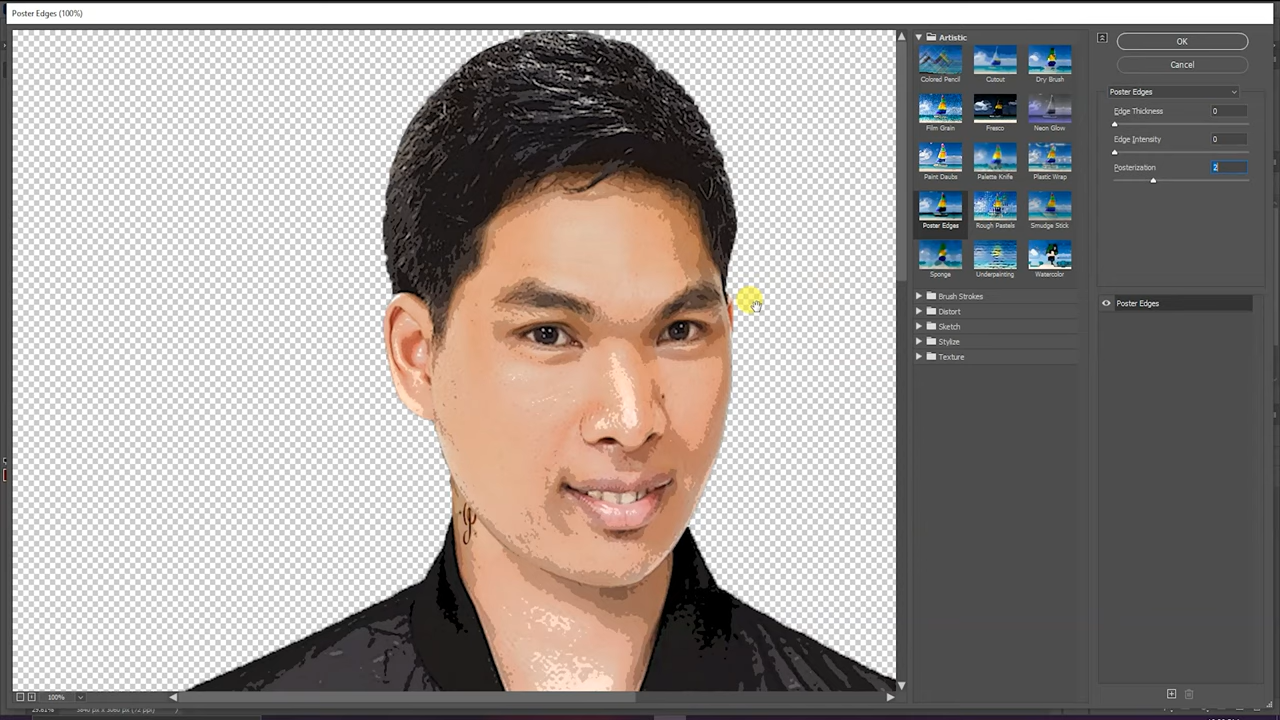 Poster Edges (100%)
Artistic
Colored Pencil
Cutout
Dry Brush
Film Grain
Fresco
Neon Glow
Paint Daubs
Palette Knife
Plastic Wrap
Poster Edges
Rough Pastels
Smudge Stick
Sponge
Underpainting
Watercolor
Brush Strokes
Distort
Sketch
Stylize
Texture
OK
Cancel
Poster Edges
Edge Thickness 0
Edge Intensity 0
Posterization 2
Poster Edges
100%